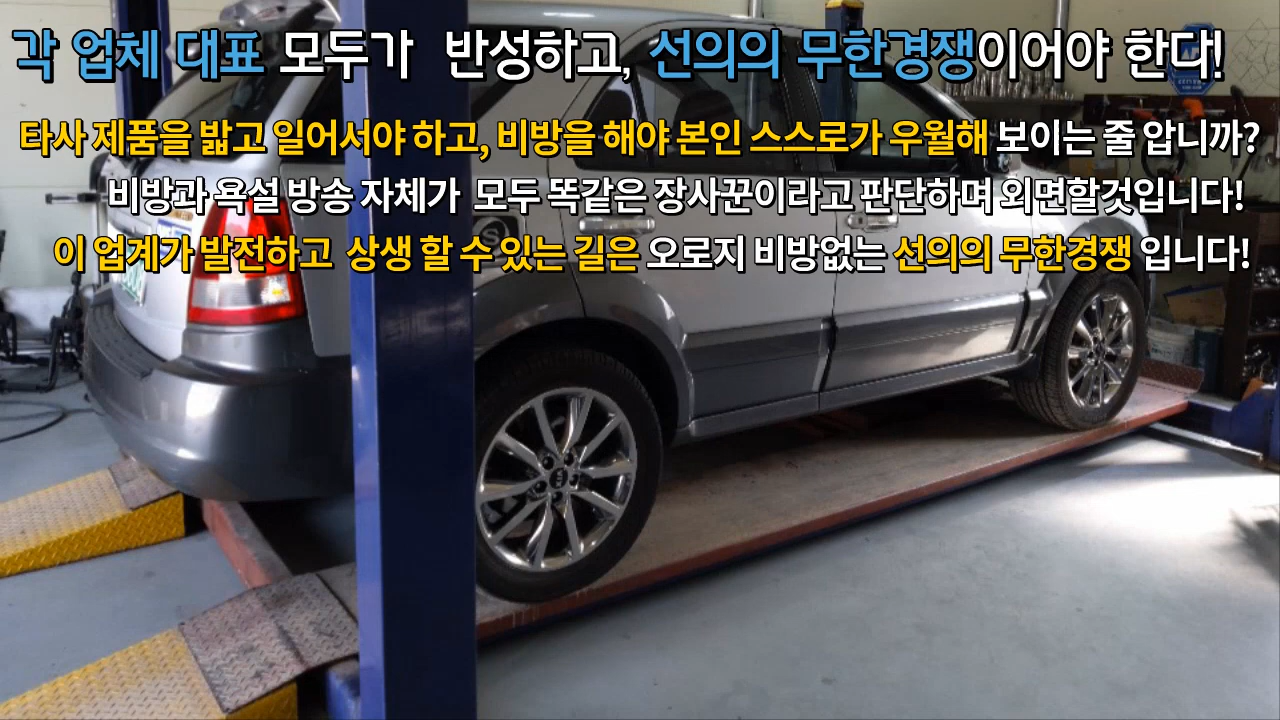 각 업체 대표 모두가 반성하고, 선의의 무한경쟁이어야 한다!
타사 제품을 밟고 일어서야 하고, 비방을 해야 본인 스스로가 우월해 보이는 줄 압니까?
비방과 욕설 방송 자체가 모두 똑같은 장사꾼이라고 판단하며 외면할것입니다!
이 업계가 발전하고 상생 할 수 있는 길은 오로지 비방없는 선의의 무한경쟁 입니다!